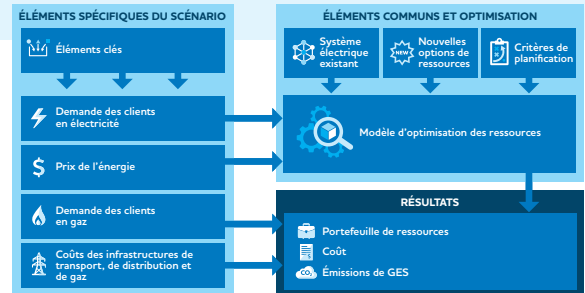 ÉLÉMENTS SPÉCIFIQUES DU SCÉNARIO
Éléments clés
Demande des clients
en électricité
Prix de l'énergie
Demande des clients
en gaz
Coûts des infrastructures de
transport, de distribution et
de gaz
ÉLÉMENTS COMMUNS ET OPTIMISATION
Système
électrique
existant
NEW
Nouvelles
options de
ressources
Critères de
planification
Modèle d'optimisation des ressources
RÉSULTATS
Portefeuille de ressources
Coût
CO₂
Émissions de GES